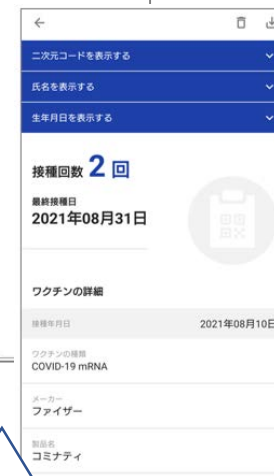 二次元コードを表示する
氏名を表示する
生年月日を表示する
接種回数 2 回
最終接種日
2021年08月31日
ワクチンの詳細
接種年月日 2021年08月10日
ワクチンの種類
COVID-19 mRNA
メーカー
ファイザー
製品名
コミナティ